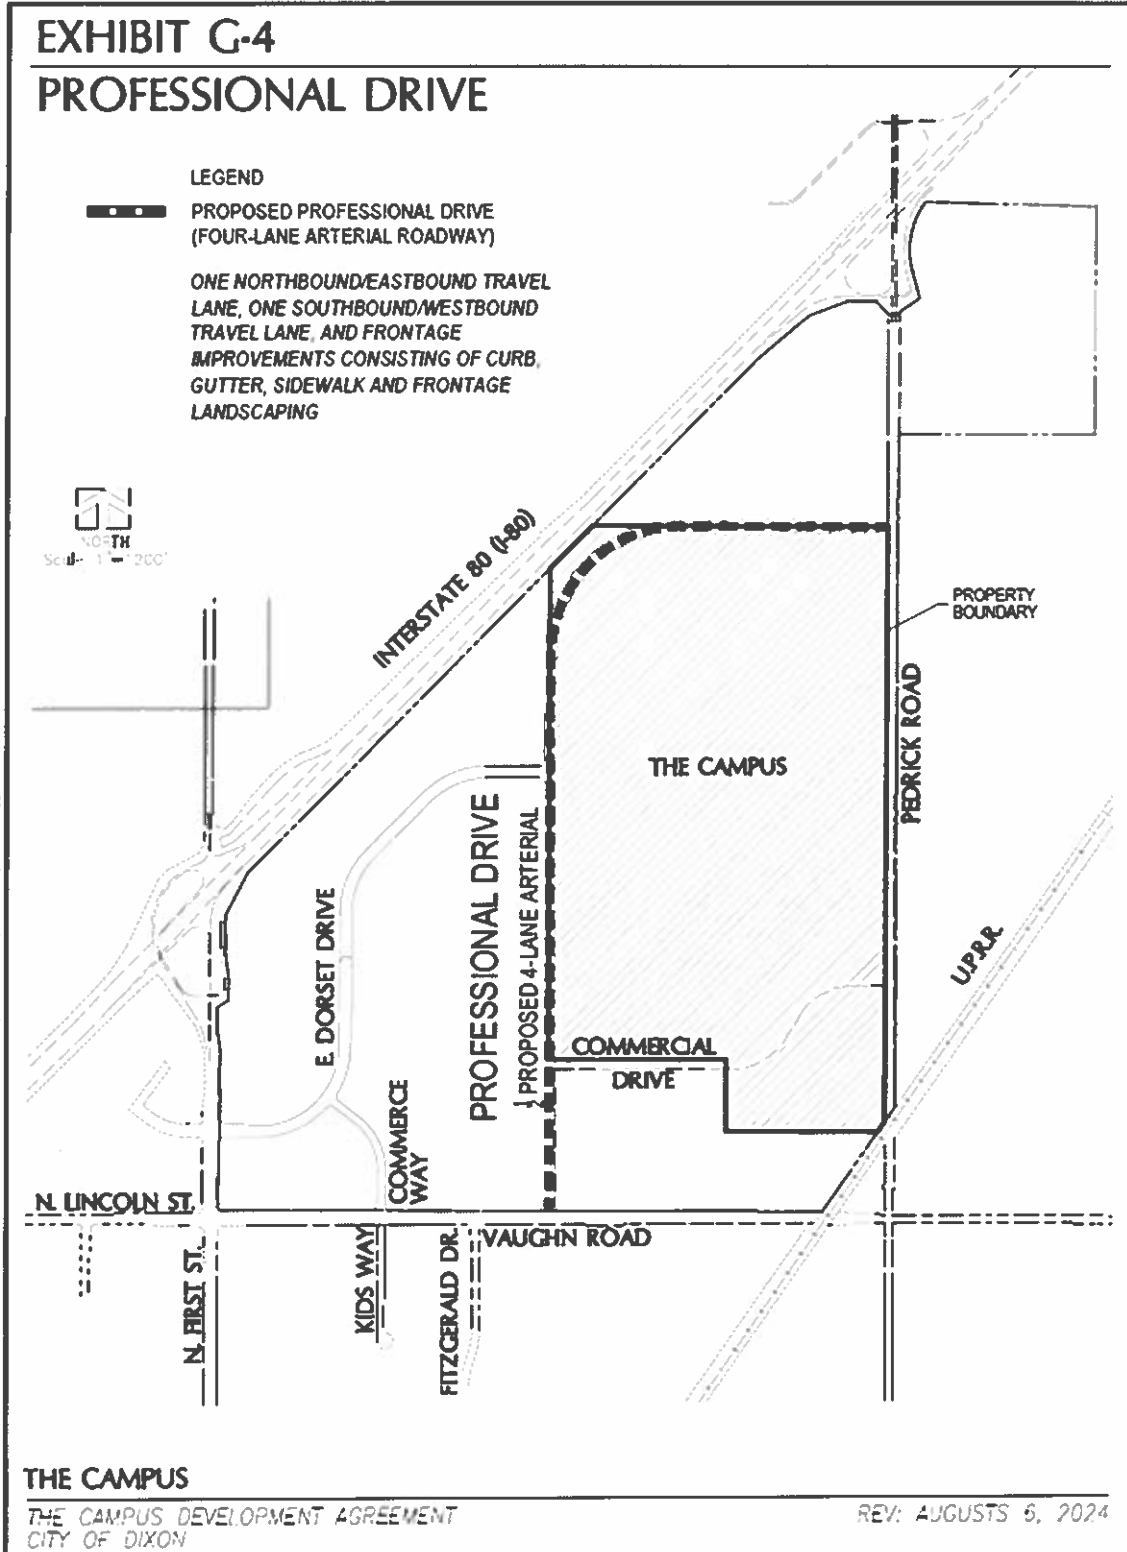 EXHIBIT G-4
PROFESSIONAL DRIVE
LEGEND
PROPOSED PROFESSIONAL DRIVE
(FOUR-LANE ARTERIAL ROADWAY)
ONE NORTHBOUND/EASTBOUND TRAVEL
LANE, ONE SOUTHBOUND/WESTBOUND
TRAVEL LANE, AND FRONTAGE
IMPROVEMENTS CONSISTING OF CURB,
GUTTER, SIDEWALK AND FRONTAGE
LANDSCAPING
NORTH
INTERSTATE 80 (I-80)
PROPERTY
BOUNDARY
PEDRICK ROAD
THE CAMPUS
PROFESSIONAL DRIVE
PROPOSED 4-LANE ARTERIAL
E. DORSET DRIVE
U.P.R.R.
COMMERCIAL
DRIVE
COMMERCE
WAY
N. LINCOLN ST.
VAUGHN ROAD
N. FIRST ST.
KIDS WAY
FITZGERALD DR.
THE CAMPUS
THE CAMPUS DEVELOPMENT AGREEMENT
CITY OF DIXON
REV: AUGUSTS 6, 2024